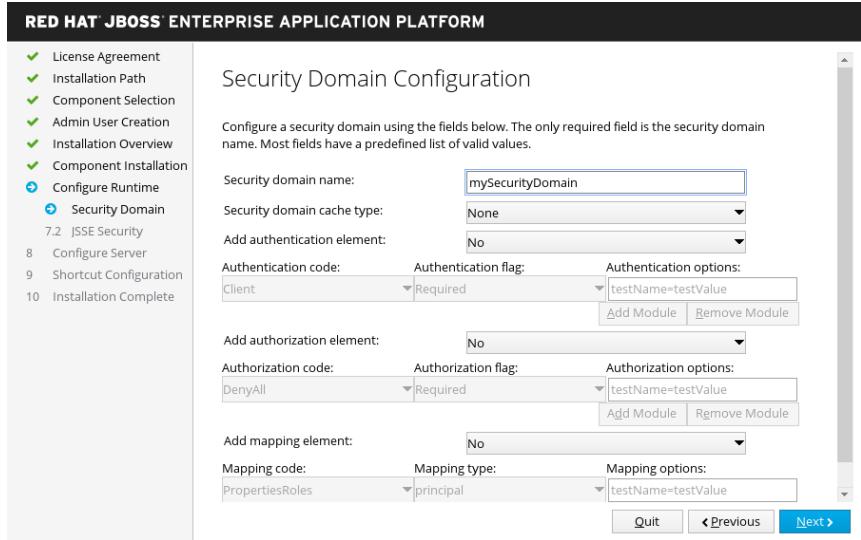 RED HAT JBOSS ENTERPRISE APPLICATION PLATFORM
License Agreement
Installation Path
Component Selection
Admin User Creation
Installation Overview
Component Installation
Configure Runtime
Security Domain
7.2 JSSE Security
8 Configure Server
9 Shortcut Configuration
10 Installation Complete
Security Domain Configuration
Configure a security domain using the fields below. The only required field is the security domain
name. Most fields have a predefined list of valid values.
Security domain name: mySecurityDomain
Security domain cache type: None
Add authentication element: No
Authentication code: Authentication flag: Authentication options:
Client Required testName=testValue
Add Module Remove Module
Add authorization element: No
Authorization code: Authorization flag: Authorization options:
DenyAll Required testName=testValue
Add Module Remove Module
Add mapping element: No
Mapping code: Mapping type: Mapping options:
PropertiesRoles principal testName=testValue
Quit Previous Next